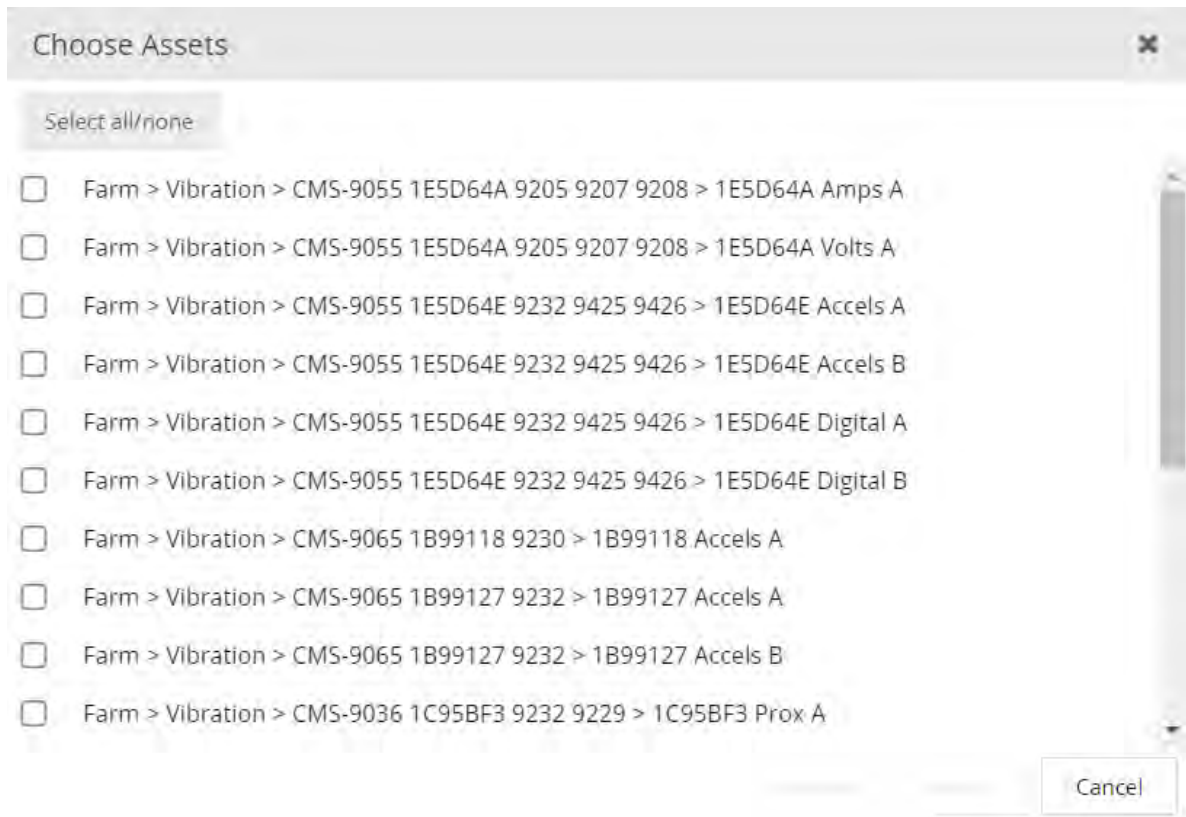 Choose Assets
Select all/none
Farm > Vibration > CMS-9055 1E5D64A 9205 9207 9208 > 1E5D64A Amps A
Farm > Vibration > CMS-9055 1E5D64A 9205 9207 9208 > 1E5D64A Volts A
Farm > Vibration > CMS-9055 1E5D64E 9232 9425 9426 > 1E5D64E Accels A
Farm > Vibration > CMS-9055 1E5D64E 9232 9425 9426 > 1E5D64E Accels B
Farm > Vibration > CMS-9055 1E5D64E 9232 9425 9426 > 1E5D64E Digital A
Farm > Vibration > CMS-9055 1E5D64E 9232 9425 9426 > 1E5D64E Digital B
Farm > Vibration > CMS-9065 1B99118 9230 > 1B99118 Accels A
Farm > Vibration > CMS-9065 1B99127 9232 > 1B99127 Accels A
Farm > Vibration > CMS-9065 1B99127 9232 > 1B99127 Accels B
Farm > Vibration > CMS-9036 1C95BF3 9232 9229 > 1C95BF3 Prox A
Cancel